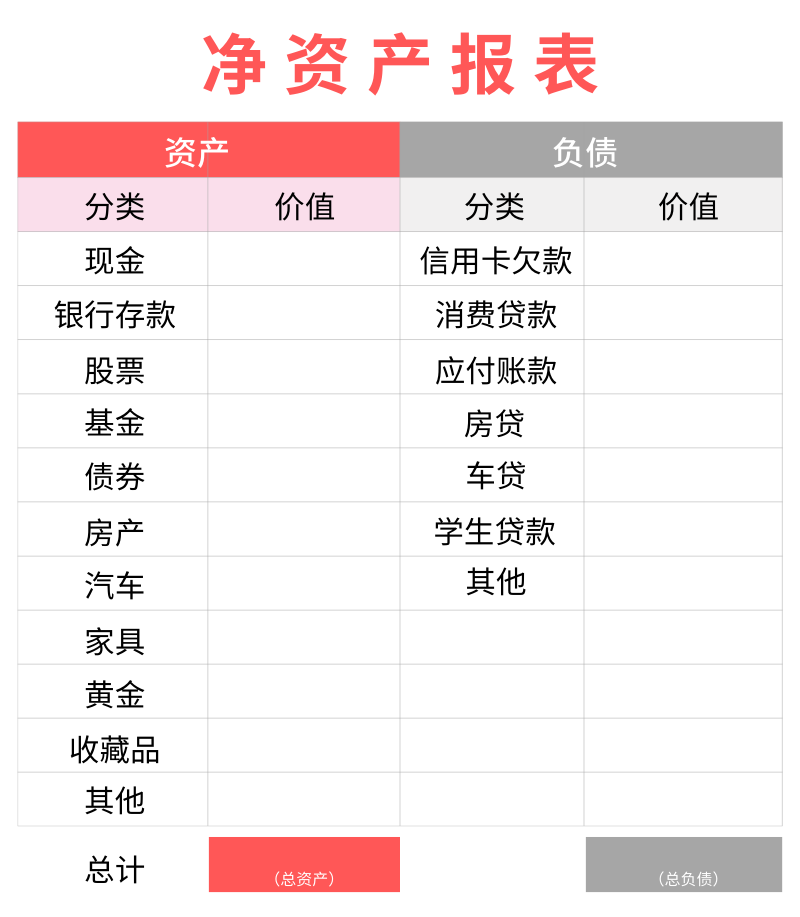 净资产报表
资产 负债
分类 价值 分类 价值
现金 信用卡欠款
银行存款 消费贷款
股票 应付账款
基金 房贷
债券 车贷
房产 学生贷款
汽车 其他
家具
黄金
收藏品
其他
总计 （总资产） （总负债）